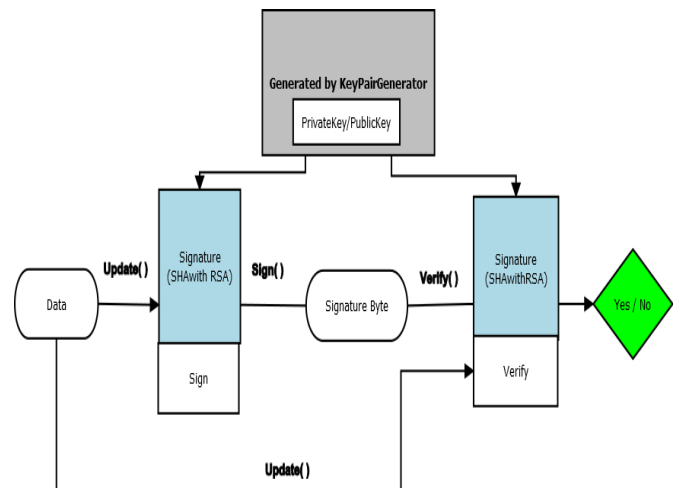 Generated by KeyPairGenerator
PrivateKey/PublicKey
Update( )
Signature
(SHAwith RSA)
Sign( )
Verify( )
Signature
(SHAwithRSA)
Data
Signature Byte
Yes / No
Sign
Verify
Update( )